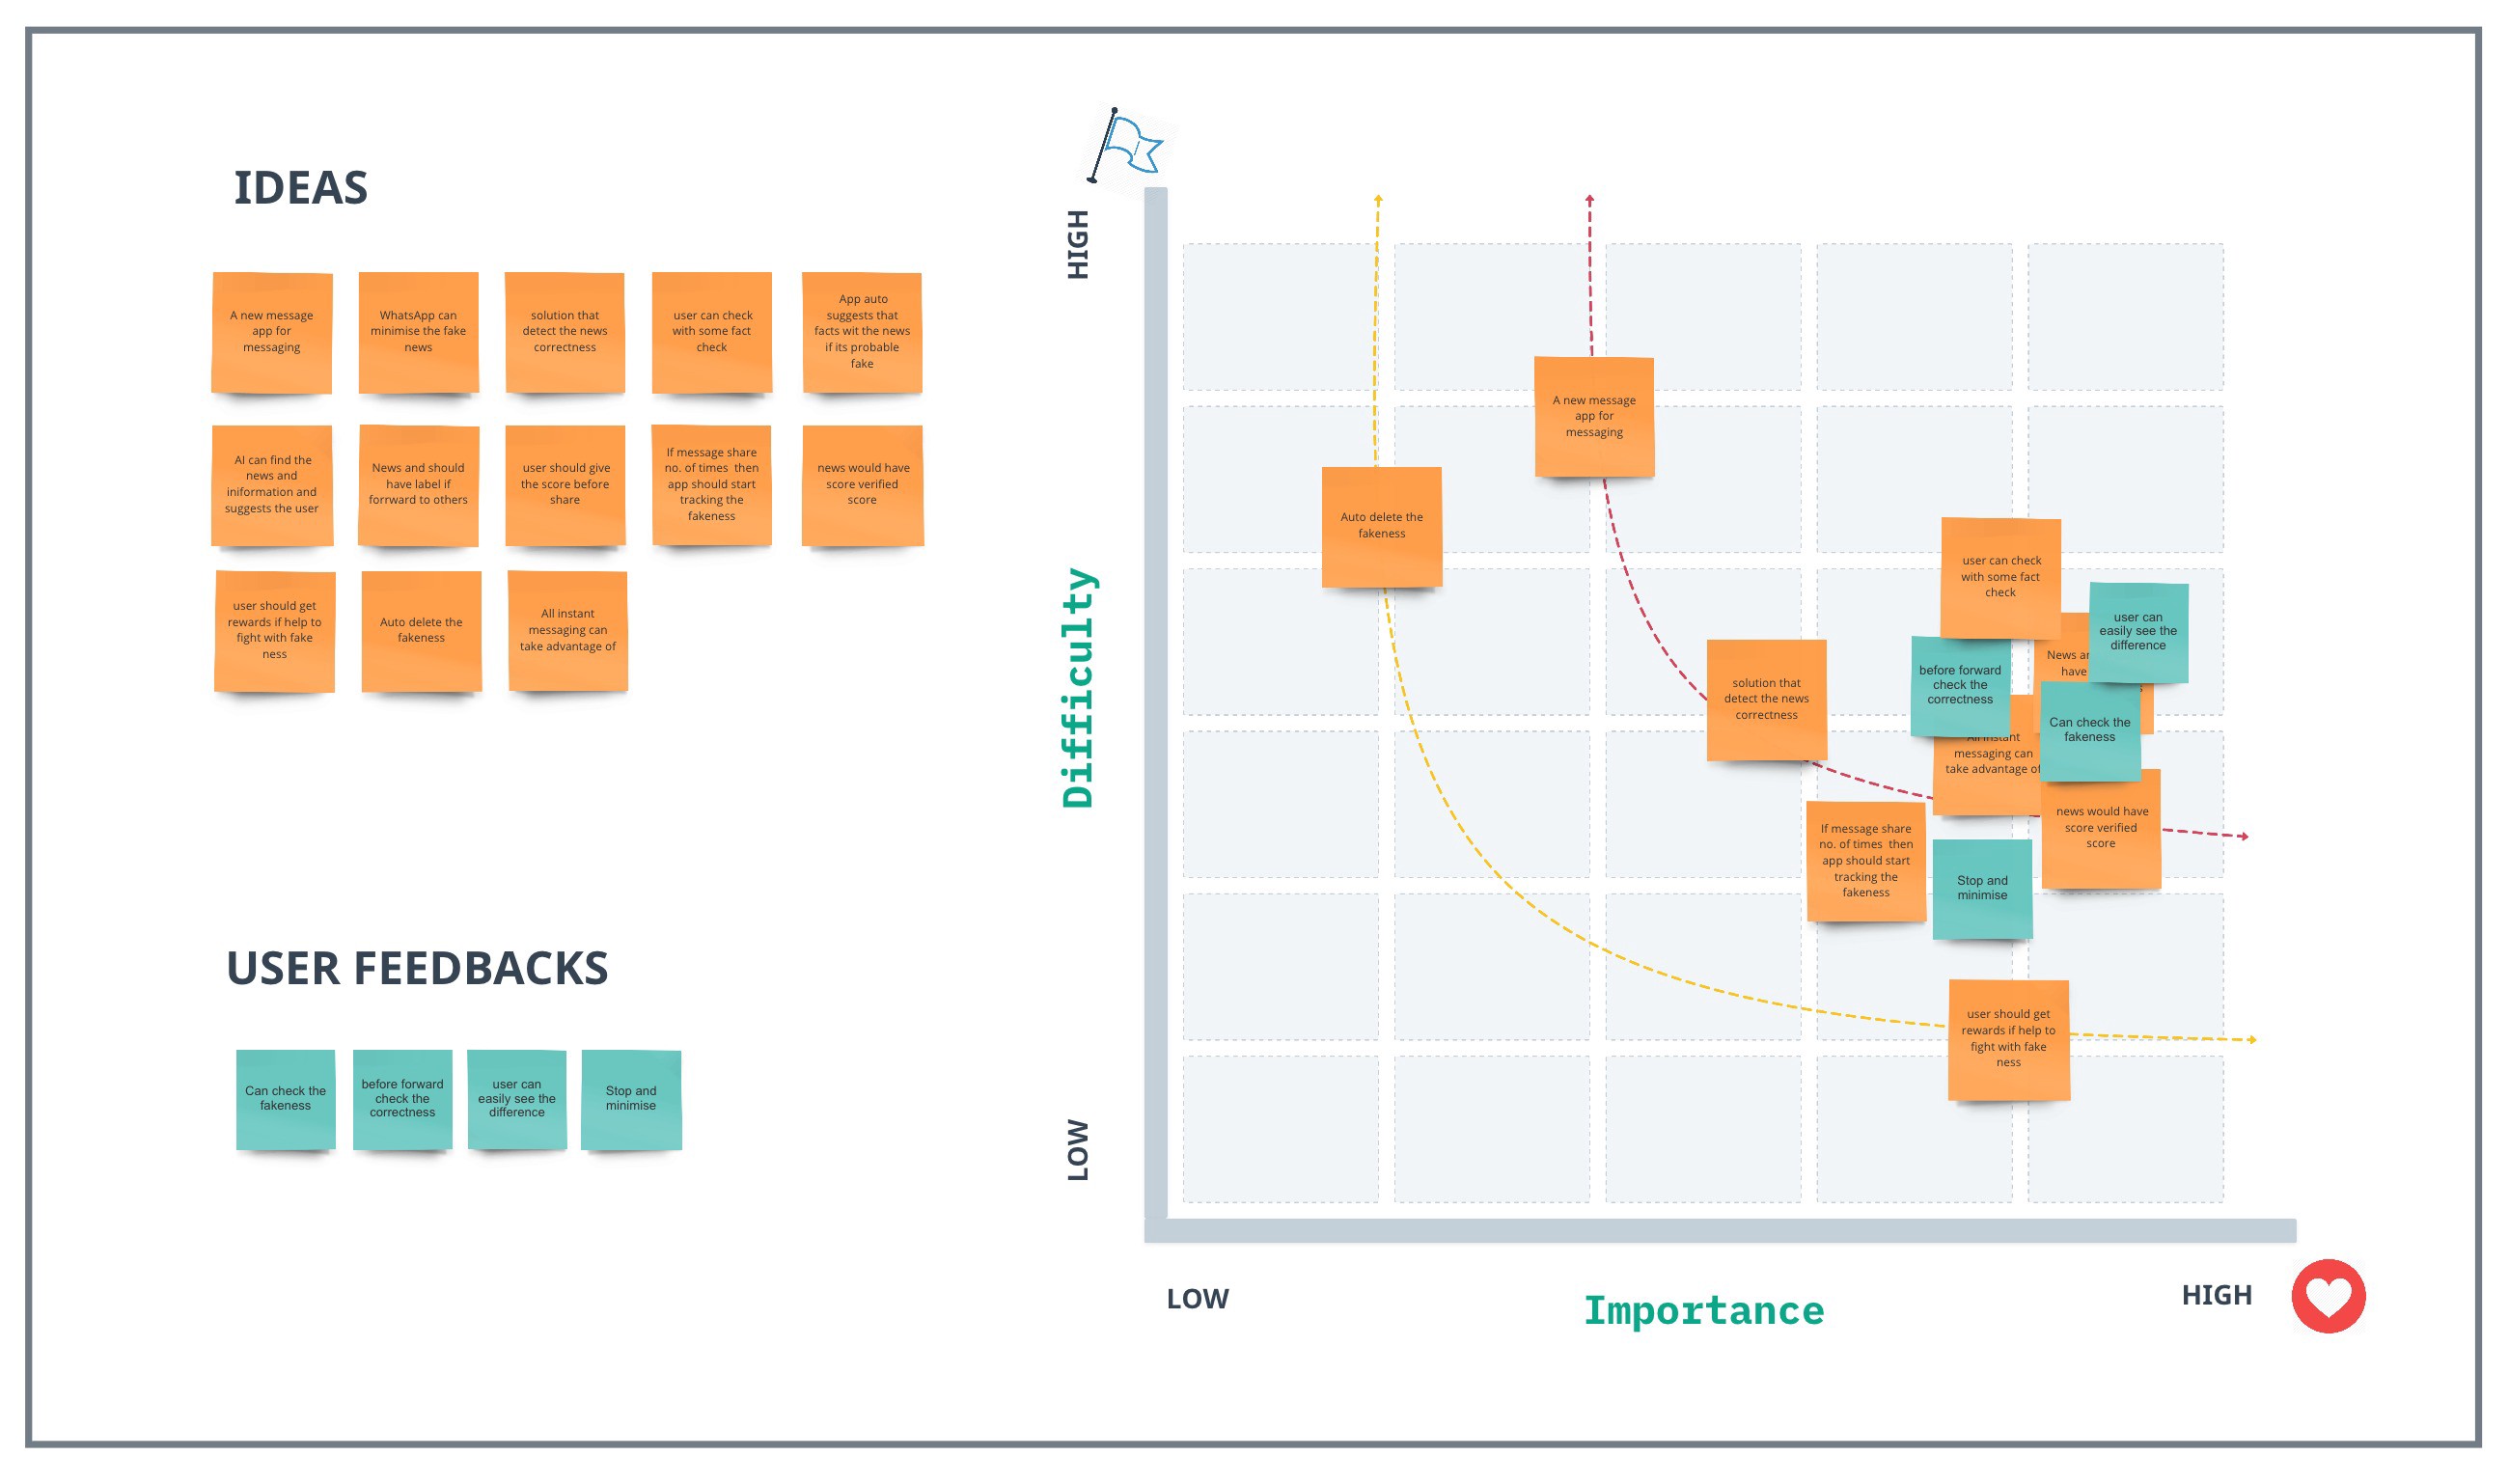 IDEAS
A new message
app for
messaging
WhatsApp can
minimise the fake
news
solution that
detect the news
correctness
user can check
with some fact
check
App auto
suggests that
facts wit the news
if its probable
fake
AI can find the
news and
iniformation and
suggests the user
News and should
have label if
forrward to others
user should give
the score before
share
If message share
no. of times then
app should start
tracking the
fakeness
news would have
score verified
score
user should get
rewards if help to
fight with fake
ness
Auto delete the
fakeness
All instant
messaging can
take advantage of
USER FEEDBACKS
Can check the
fakeness
before forward
check the
correctness
user can
easily see the
difference
Stop and
minimise
HIGH
Difficulty
LOW
A new message
app for
messaging
Auto delete the
fakeness
user can check
with some fact
check
user can
easily see the
difference
News
have
before forward
check the
correctness
solution that
detect the news
correctness
Can check the
fakeness
All instant
messaging can
take advantage of
news would have
score verified
score
If message share
no. of times then
app should start
tracking the
fakeness
Stop and
minimise
user should get
rewards if help to
fight with fake
ness
LOW
Importance
HIGH